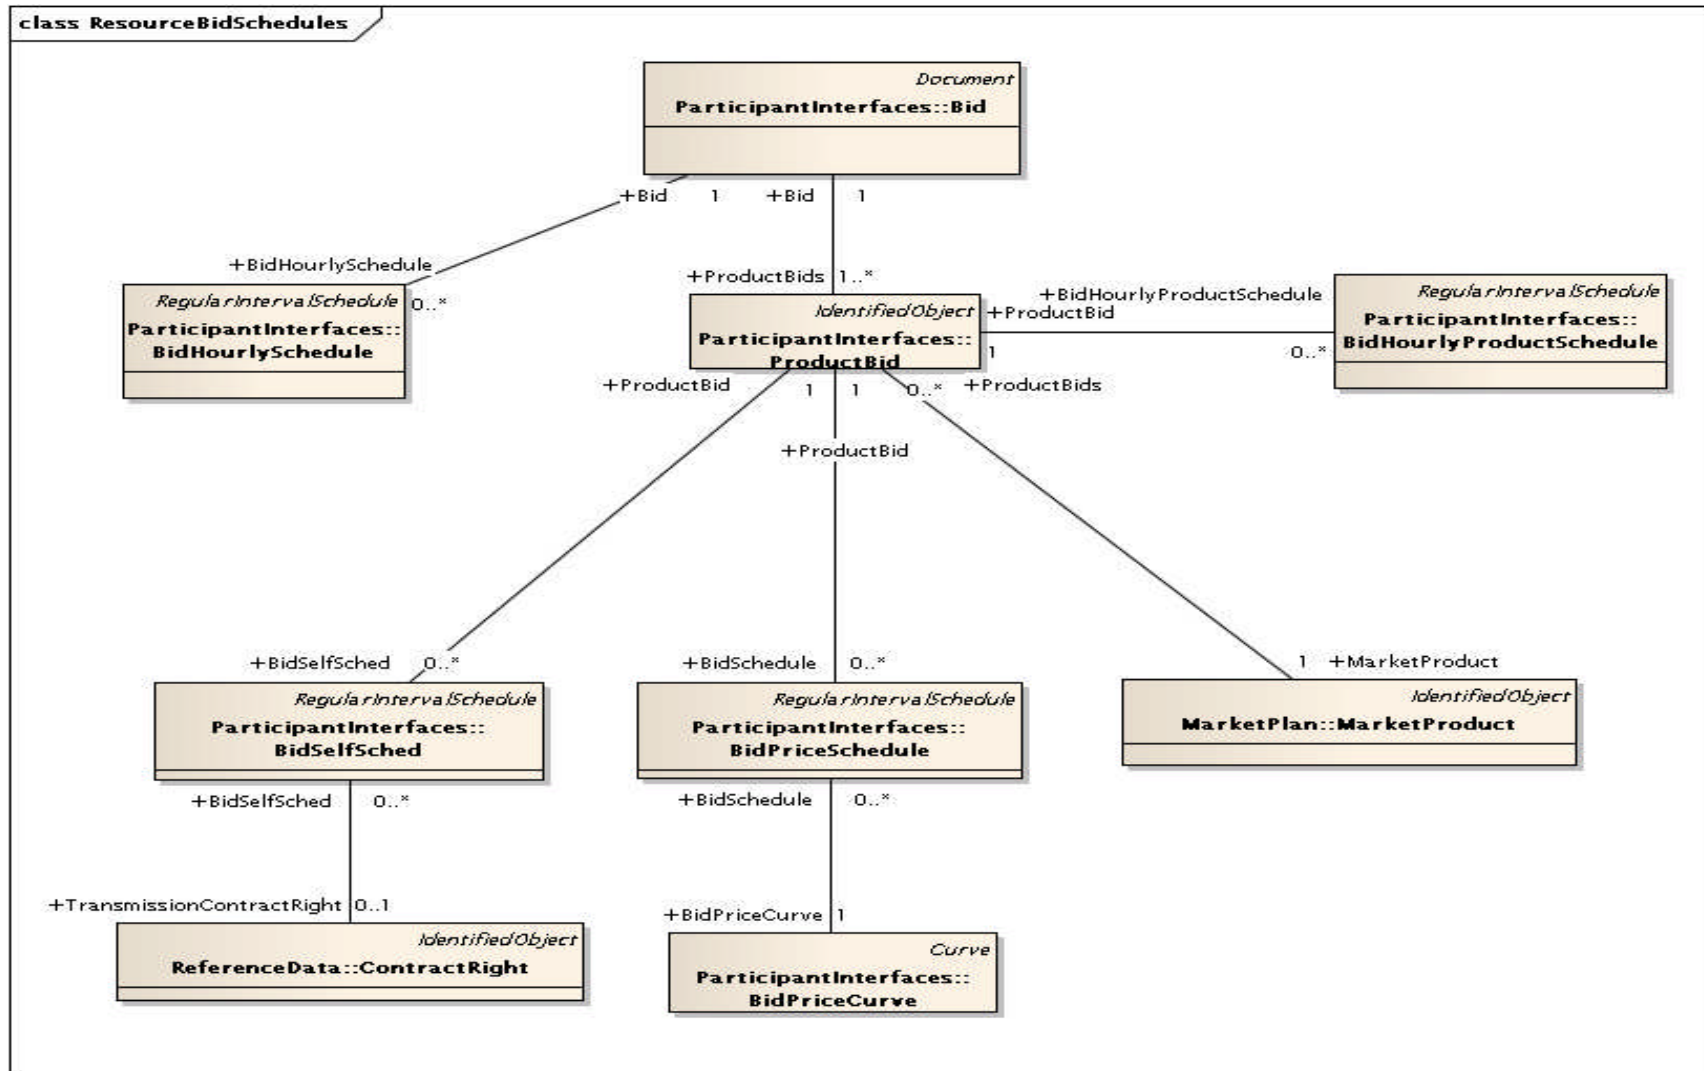 class ResourceBidSchedules
Document
ParticipantInterfaces::Bid
+Bid 1 +Bid 1
+BidHourlySchedule
0..*
RegularIntervalSchedule
ParticipantInterfaces::
BidHourlySchedule
+ProductBids 1..*
IdentifiedObject
ParticipantInterfaces::
ProductBid
+BidHourlyProductSchedule
+ProductBid
1 0..*
RegularIntervalSchedule
ParticipantInterfaces::
BidHourlyProductSchedule
+ProductBid 1 1 0..* +ProductBids
+ProductBid
+BidSelfSched 0..*
+BidSchedule 0..*
1 +MarketProduct
RegularIntervalSchedule
ParticipantInterfaces::
BidSelfSched
RegularIntervalSchedule
ParticipantInterfaces::
BidPriceSchedule
IdentifiedObject
MarketPlan::MarketProduct
+BidSelfSched 0..*
+BidSchedule 0..*
+TransmissionContractRight 0..1
+BidPriceCurve 1
IdentifiedObject
ReferenceData::ContractRight
Curve
ParticipantInterfaces::
BidPriceCurve